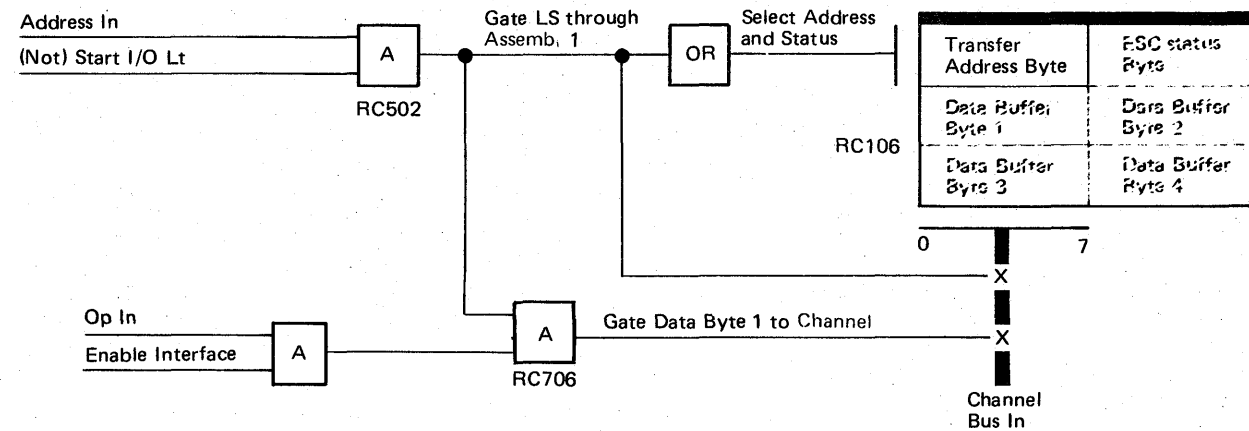 Address In
(Not) Start I/O Lt
A
RC502
Gate LS through
Assemb. 1
OR
Select Address
and Status
RC106
Transfer
Address Byte
ESC status
Byte
Data Buffer
Byte 1
Data Buffer
Byte 2
Data Buffer
Byte 3
Data Buffer
Byte 4
0
7
X
Op In
Enable Interface
A
A
RC706
Gate Data Byte 1 to Channel
X
Channel
Bus In